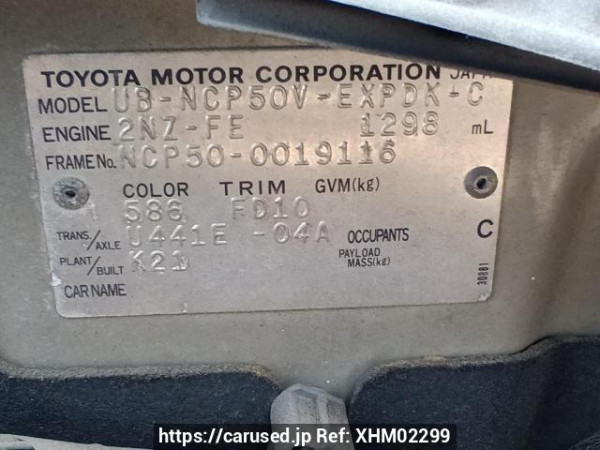 TOYOTA MOTOR CORPORATION JAPAN
MODEL UB-NCP50V-EXPDK-C
ENGINE 2NZ-FE 1298 mL
FRAME No. NCP50-0019116
COLOR TRIM GVM(kg)
586 FD10
TRANS./AXLE U441E -04A OCCUPANTS C
PLANT/BUILT K21 PAYLOAD MASS(kg)
CAR NAME
30881
https://carused.jp Ref: XHM02299